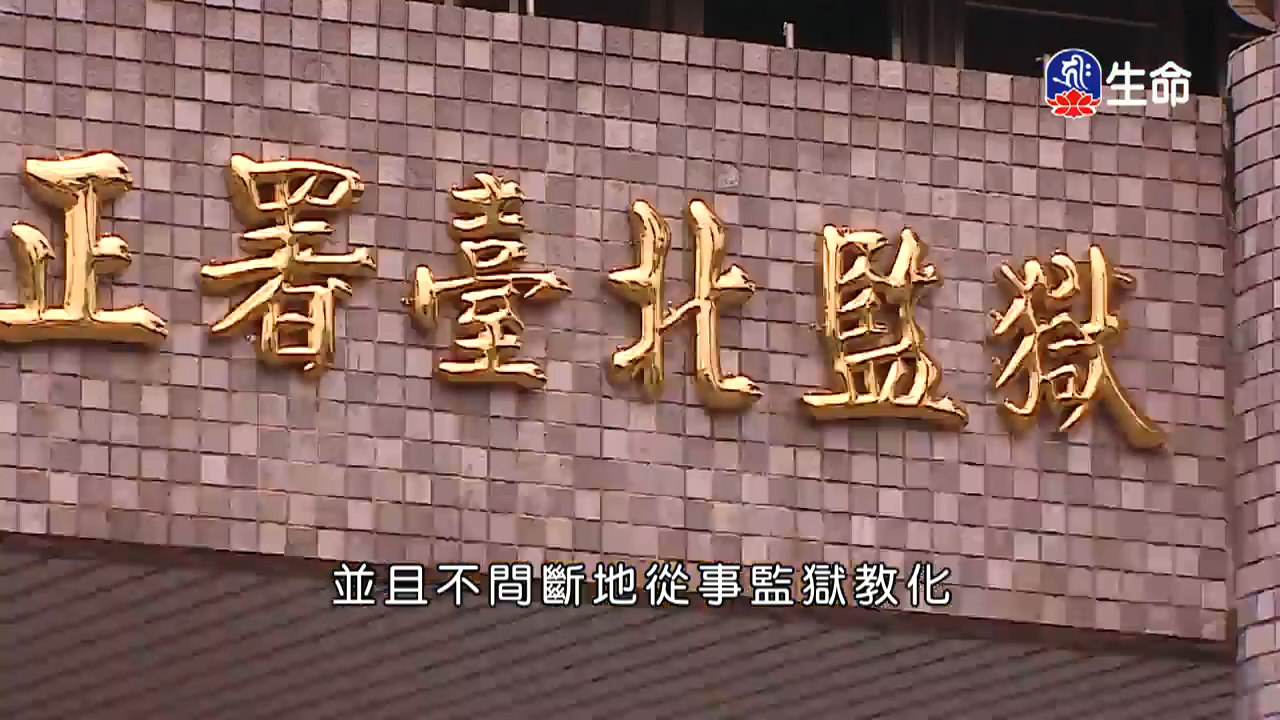 生命
正署臺北監獄
並且不間斷地從事監獄教化